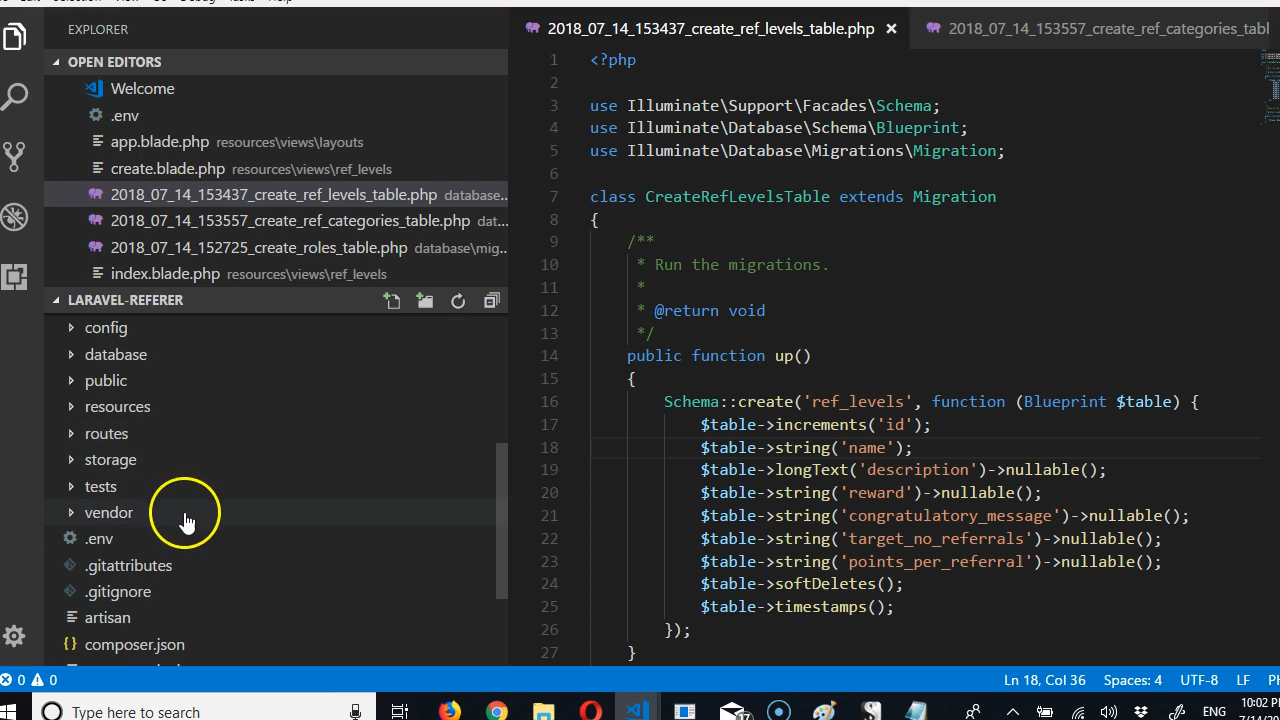 EXPLORER
OPEN EDITORS
Welcome
.env
app.blade.php resources\views\layouts
create.blade.php resources\views\ref_levels
2018_07_14_153437_create_ref_levels_table.php database...
2018_07_14_153557_create_ref_categories_table.php dat...
2018_07_14_152725_create_roles_table.php database\mig...
index.blade.php resources\views\ref_levels
LARAVEL-REFERER
config
database
public
resources
routes
storage
tests
vendor
.env
.gitattributes
.gitignore
artisan
composer.json
2018_07_14_153437_create_ref_levels_table.php
2018_07_14_153557_create_ref_categories_tabl
1 <?php
2
3 use Illuminate\Support\Facades\Schema;
4 use Illuminate\Database\Schema\Blueprint;
5 use Illuminate\Database\Migrations\Migration;
6
7 class CreateRefLevelsTable extends Migration
8 {
9 /**
10 * Run the migrations.
11 *
12 * @return void
13 */
14 public function up()
15 {
16 Schema::create('ref_levels', function (Blueprint $table) {
17 $table->increments('id');
18 $table->string('name');
19 $table->longText('description')->nullable();
20 $table->string('reward')->nullable();
21 $table->string('congratulatory_message')->nullable();
22 $table->string('target_no_referrals')->nullable();
23 $table->string('points_per_referral')->nullable();
24 $table->softDeletes();
25 $table->timestamps();
26 });
27 }
0 0
Ln 18, Col 36 Spaces: 4 UTF-8 LF PH
Type here to search
17
ENG
10:02 PM